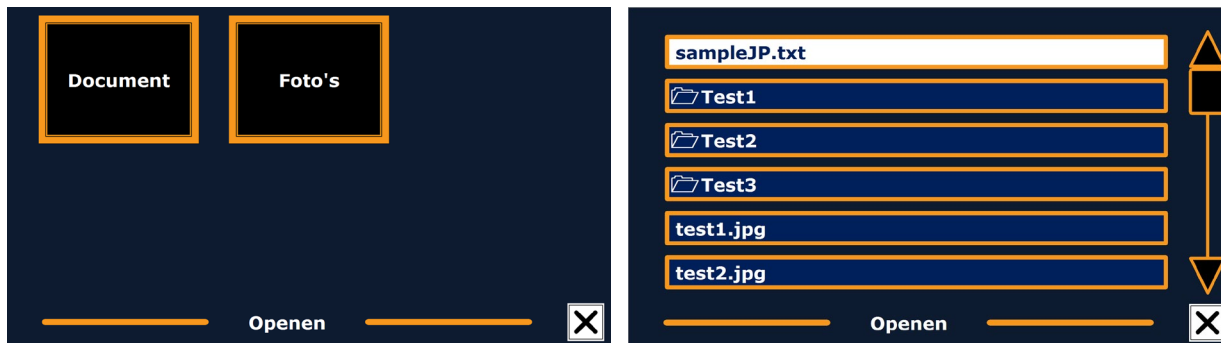 Document
Foto's
Openen
sampleJP.txt
Test1
Test2
Test3
test1.jpg
test2.jpg
Openen